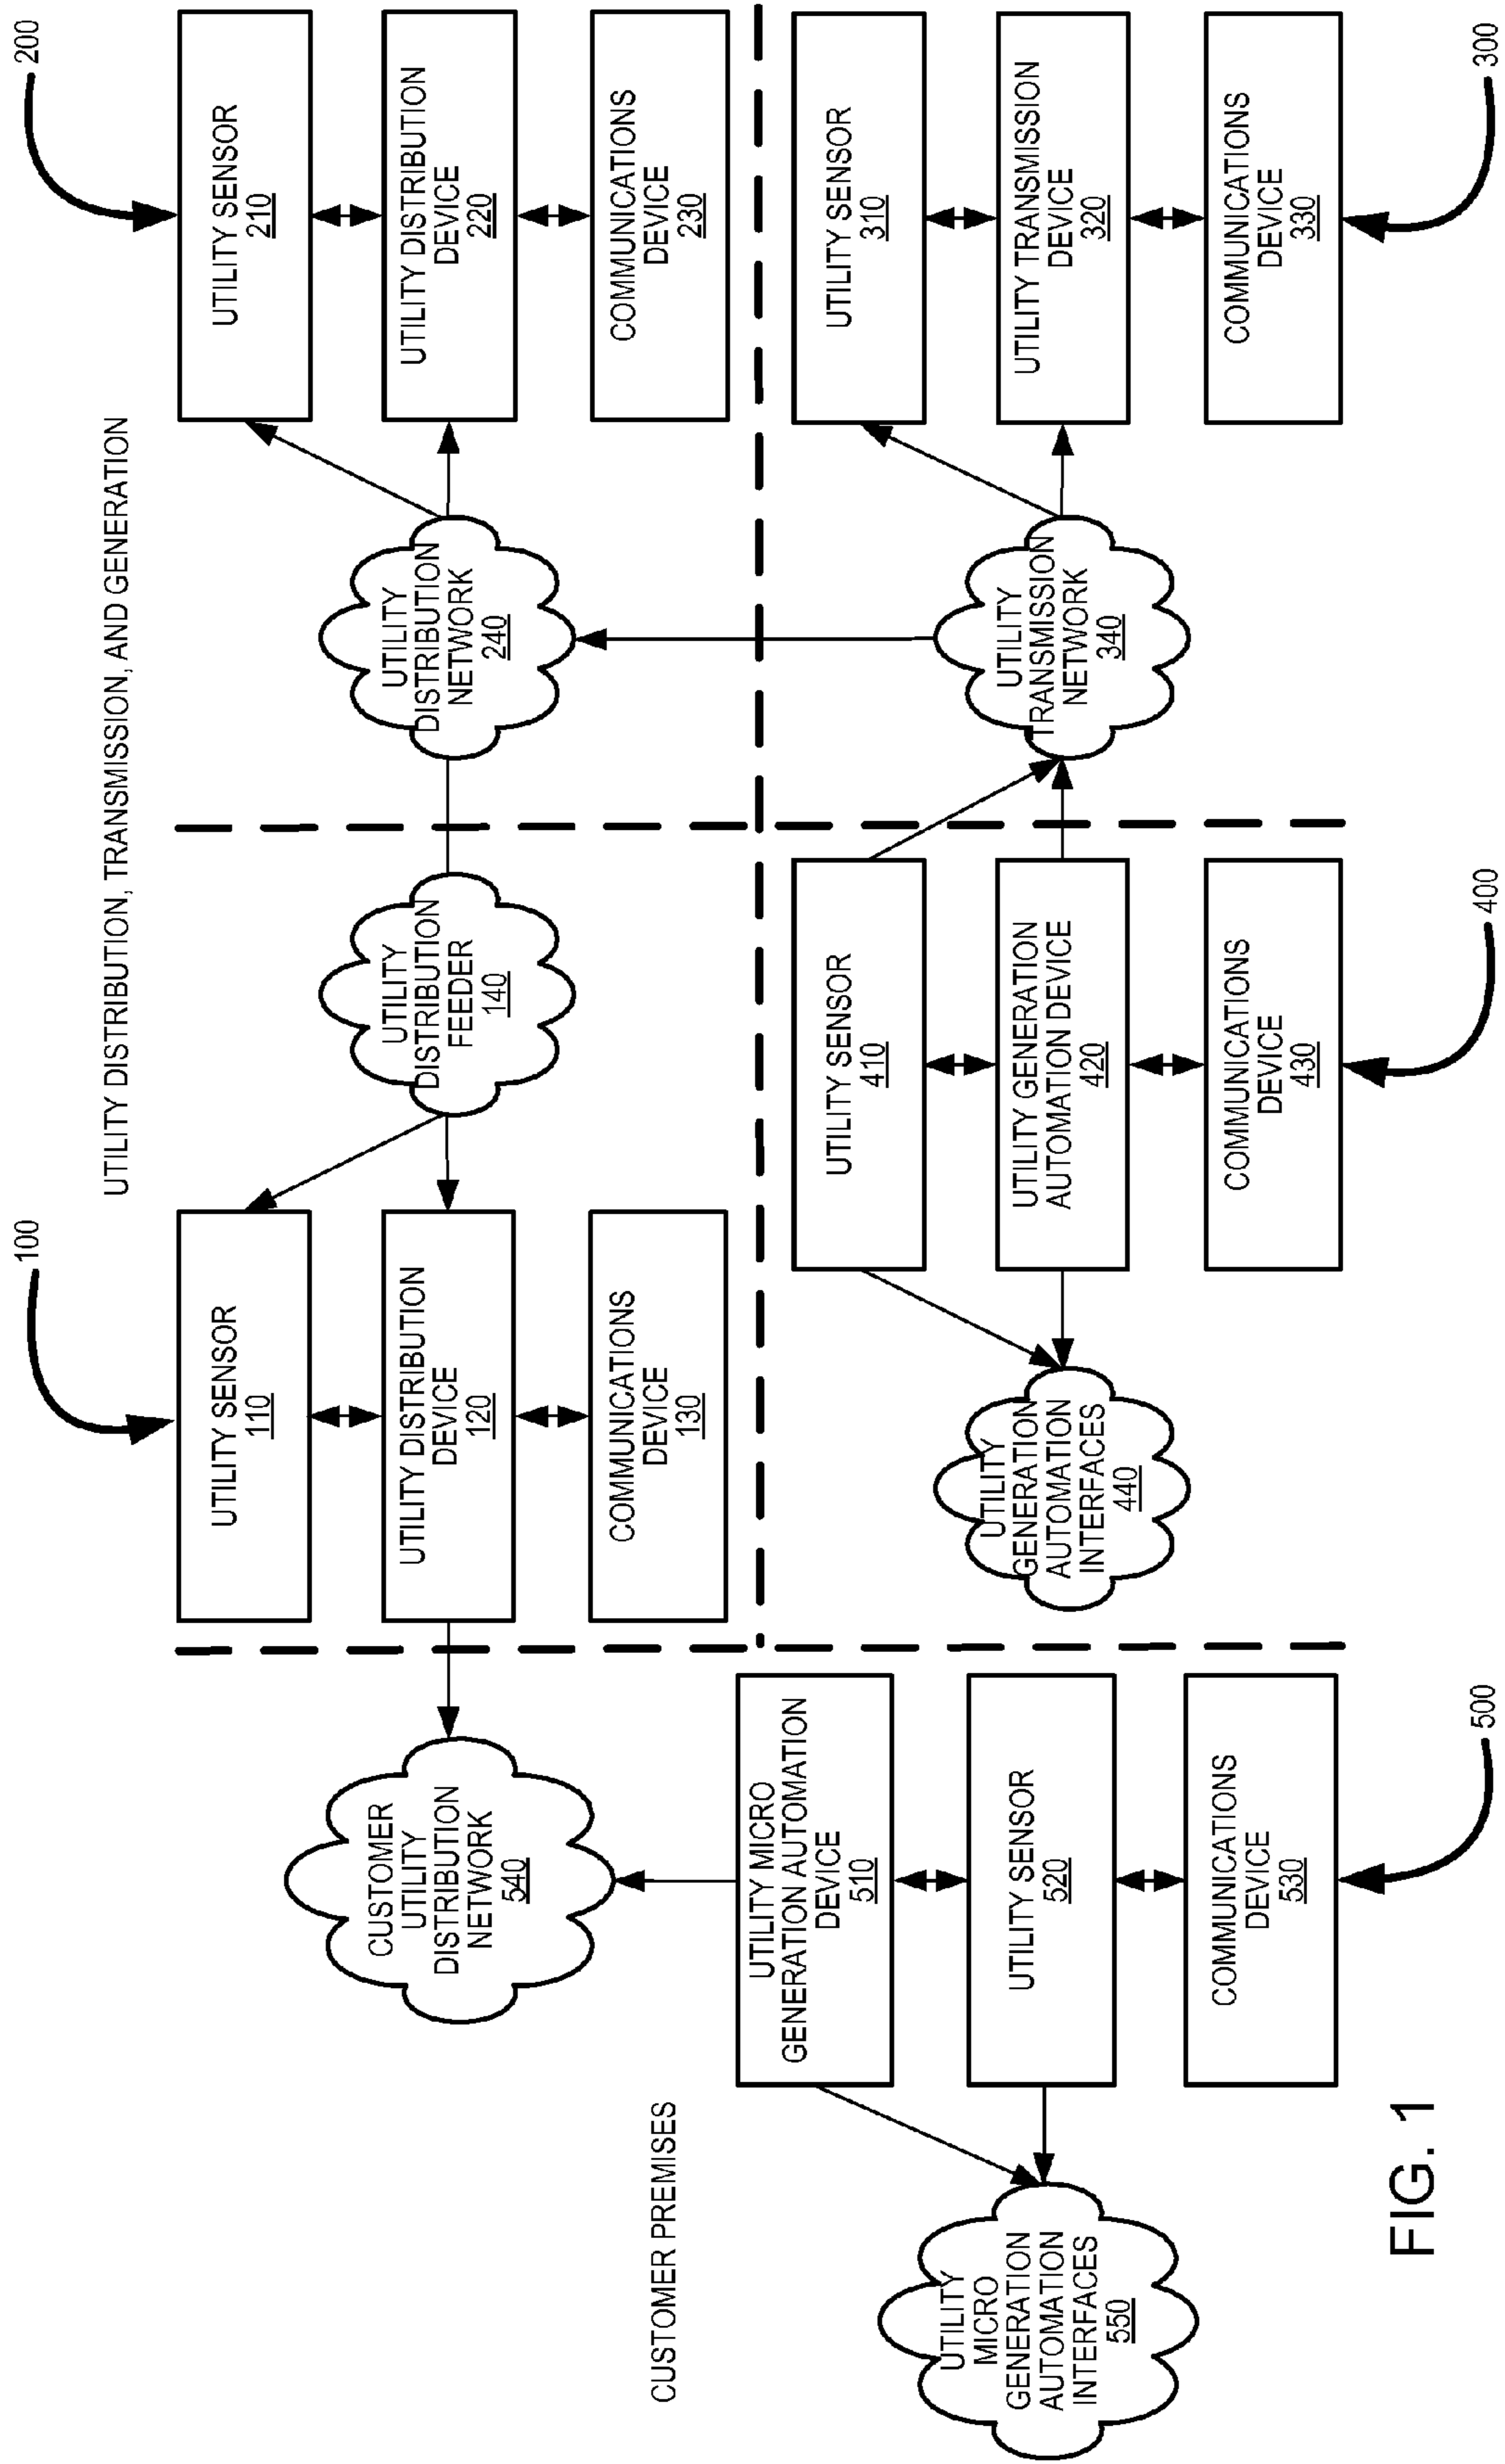 UTILITY DISTRIBUTION, TRANSMISSION, AND GENERATION
CUSTOMER PREMISES
100
UTILITY SENSOR
110
UTILITY DISTRIBUTION
DEVICE
120
COMMUNICATIONS
DEVICE
130
UTILITY
DISTRIBUTION
FEEDER
140
200
UTILITY SENSOR
210
UTILITY DISTRIBUTION
DEVICE
220
COMMUNICATIONS
DEVICE
230
UTILITY
DISTRIBUTION
NETWORK
240
300
UTILITY SENSOR
310
UTILITY TRANSMISSION
DEVICE
320
COMMUNICATIONS
DEVICE
330
UTILITY
TRANSMISSION
NETWORK
340
400
UTILITY SENSOR
410
UTILITY GENERATION
AUTOMATION DEVICE
420
COMMUNICATIONS
DEVICE
430
UTILITY
GENERATION
AUTOMATION
INTERFACES
440
500
UTILITY MICRO
GENERATION AUTOMATION
DEVICE
510
UTILITY SENSOR
520
COMMUNICATIONS
DEVICE
530
CUSTOMER
UTILITY
DISTRIBUTION
NETWORK
540
UTILITY
MICRO
GENERATION
AUTOMATION
INTERFACES
550
FIG. 1